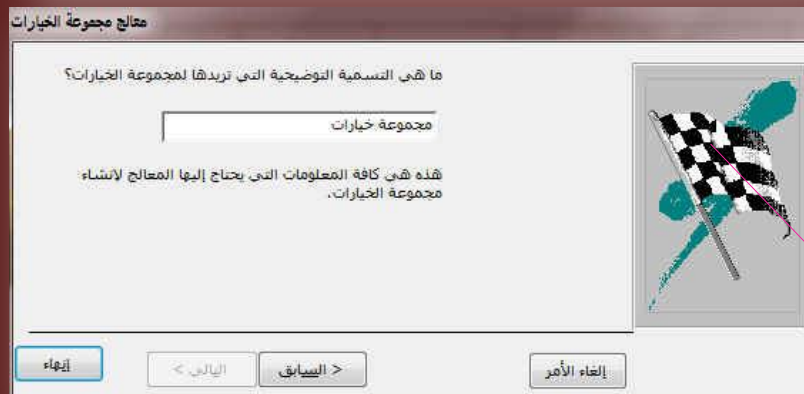 معالج مجموعة الخيارات
ما هي التسمية التوضيحية التي تريدها لمجموعة الخيارات؟
مجموعة خيارات
هذه هي كافة المعلومات التي يحتاج إليها المعالج لإنشاء
مجموعة الخيارات.
إلغاء الأمر
< السابق
التالي >
إنهاء